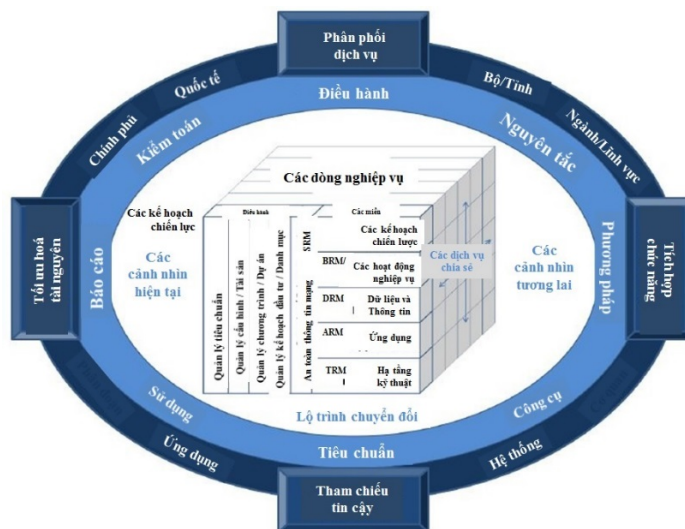 Phân phối
dịch vụ
Quốc tế
Bộ/Tỉnh
Chính phủ
Ngành/Lĩnh vực
Điều hành
Kiểm toán
Nguyên tắc
Các dòng nghiệp vụ
Các kế hoạch
chiến lực
Điều hành
Các miền
Tối ưu hoá
tài nguyên
Báo cáo
Các
cảnh nhìn
hiện tại
Quản lý tiêu chuẩn
Quản lý cấu hình / Tài sản
Quản lý chương trình / Dự án
Quản lý kế hoạch đầu tư / Danh mục
An toàn thông tin mạng
SRM
Các kế hoạch
chiến lược
BRM/
Các hoạt động
nghiệp vụ
DRM
Dữ liệu và
Thông tin
ARM
Ứng dụng
TRM
Hạ tầng
kỹ thuật
Các dịch vụ
chia sẻ
Các
cảnh nhìn
tương lai
Phương pháp
Tích hợp
chức năng
Lộ trình chuyển đổi
Sử dụng
Công cụ
Tiêu chuẩn
Ứng dụng
Hệ thống
Tham chiếu
tin cậy